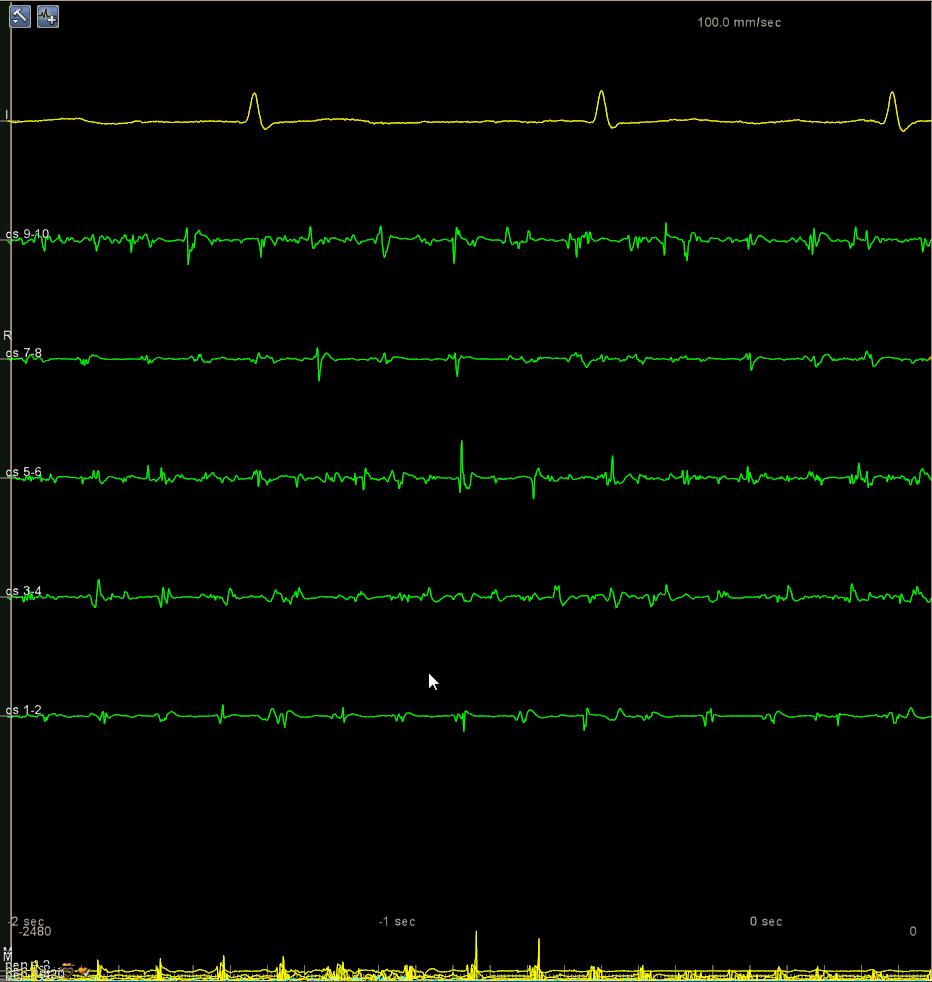 100.0 mm/sec
I
cs 9-10
R
cs 7-8
cs 5-6
cs 3-4
cs 1-2
-2 sec -1 sec 0 sec
-2480 0